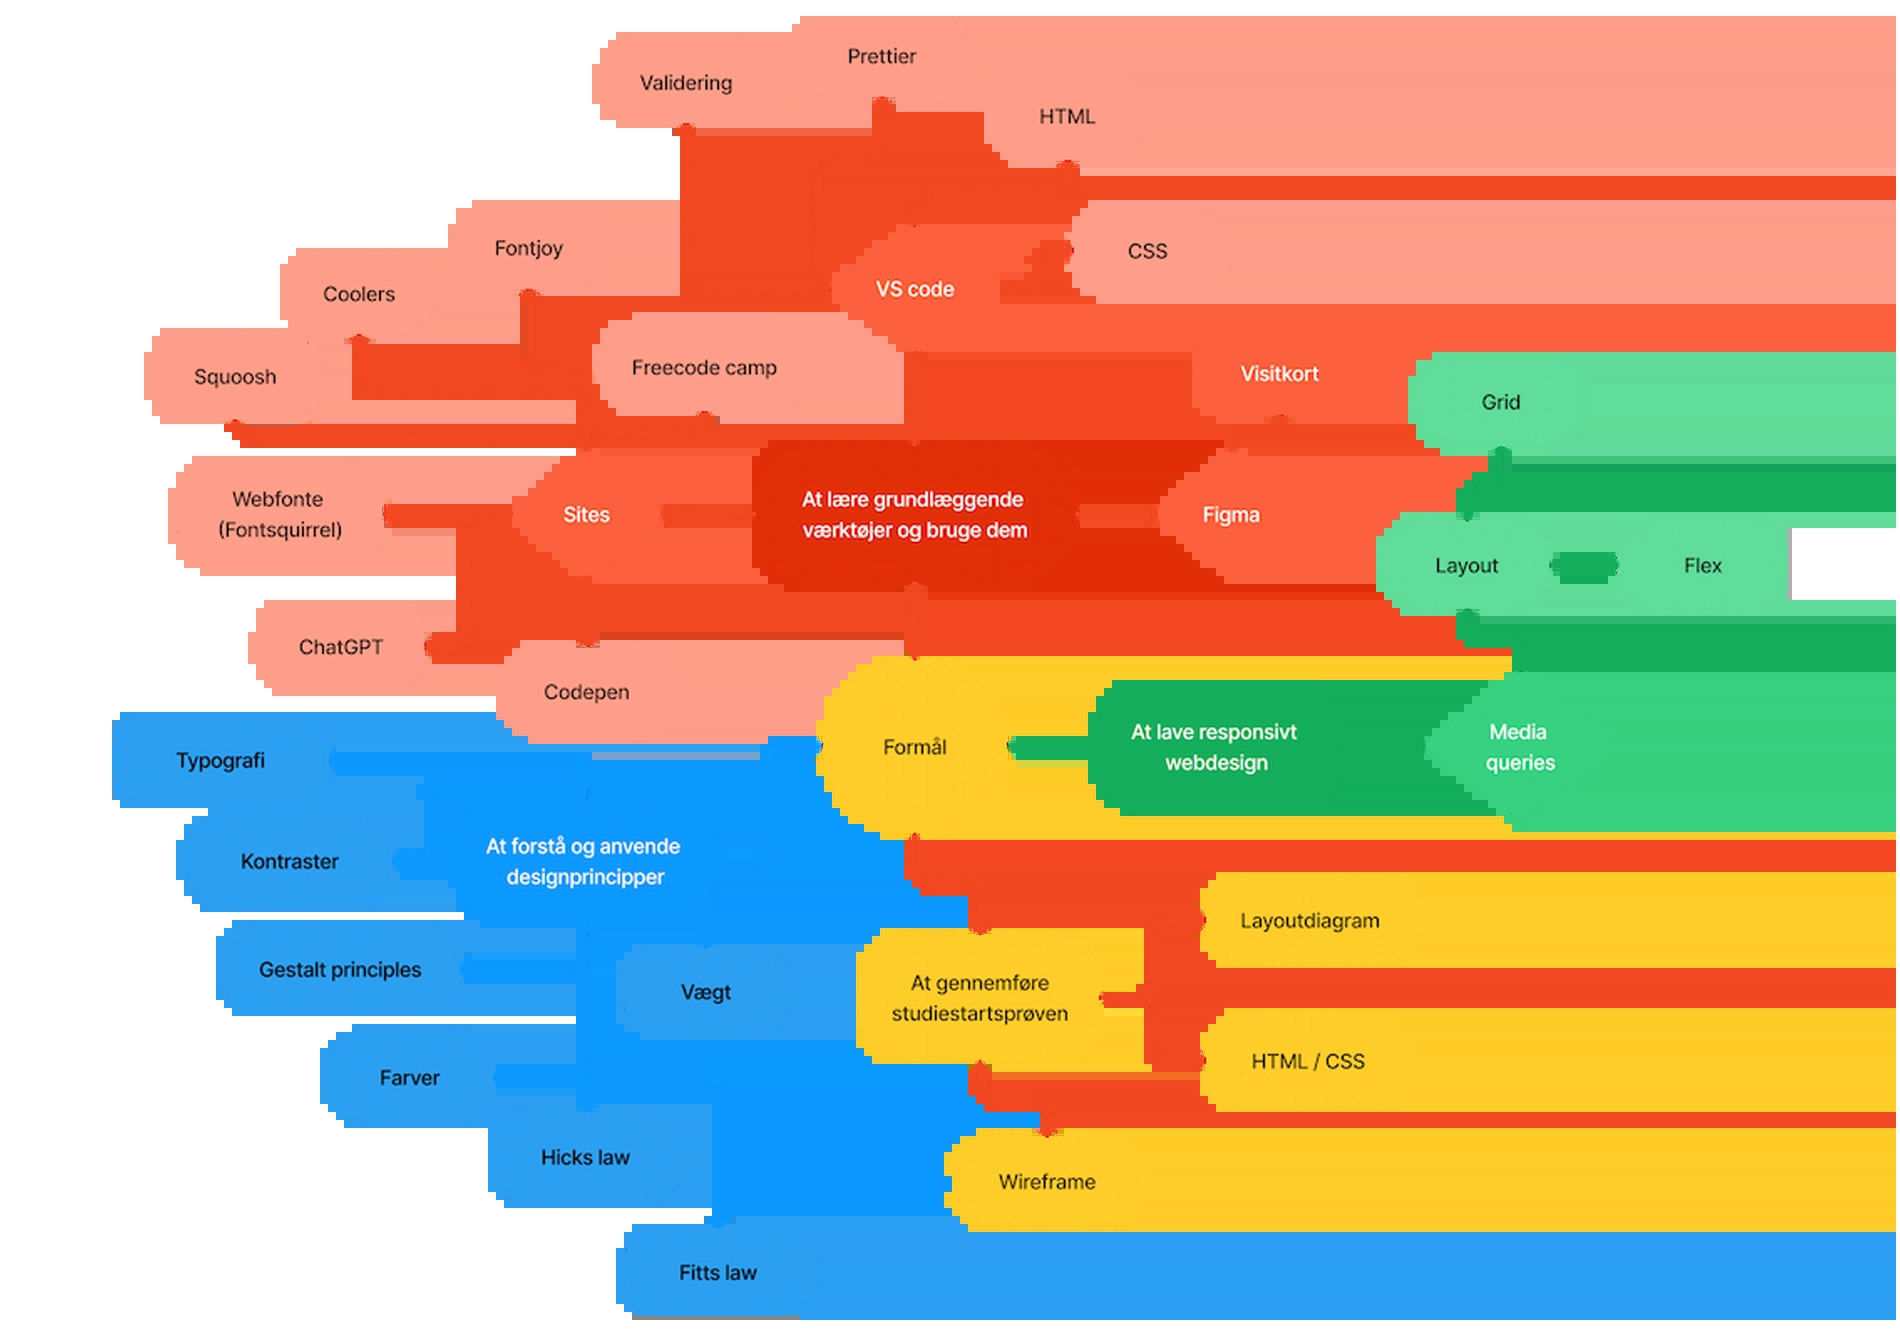 Prettier
Validering
HTML
Fontjoy
CSS
Coolers
VS code
Squoosh
Freecode camp
Visitkort
Grid
Webfonte
(Fontsquirrel)
Sites
At lære grundlæggende
værktøjer og bruge dem
Figma
Layout
Flex
ChatGPT
Codepen
Typografi
Formål
At lave responsivt
webdesign
Media
queries
Kontraster
At forstå og anvende
designprincipper
Layoutdiagram
Gestalt principles
Vægt
At gennemføre
studiestartsprøven
Farver
HTML / CSS
Hicks law
Wireframe
Fitts law